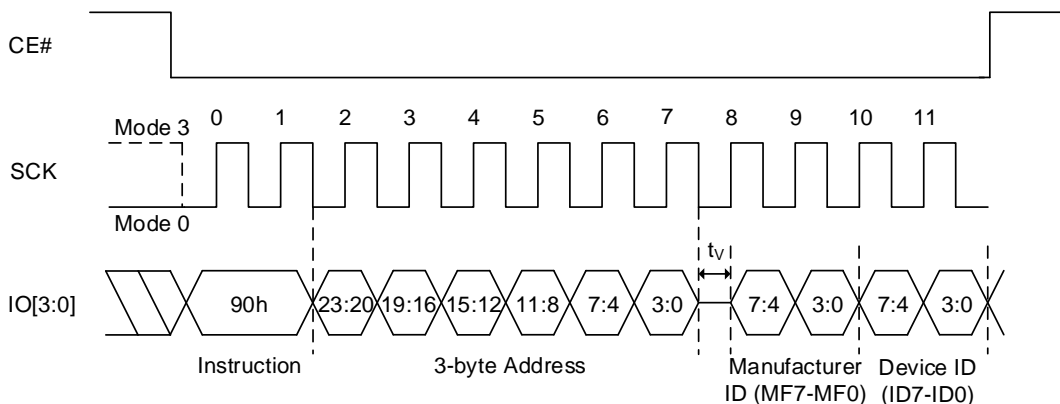 CE#
0 1 2 3 4 5 6 7 8 9 10 11
Mode 3
SCK
Mode 0
tV
IO[3:0] 90h 23:20 19:16 15:12 11:8 7:4 3:0 7:4 3:0 7:4 3:0
Instruction 3-byte Address Manufacturer Device ID
ID (MF7-MF0) (ID7-ID0)